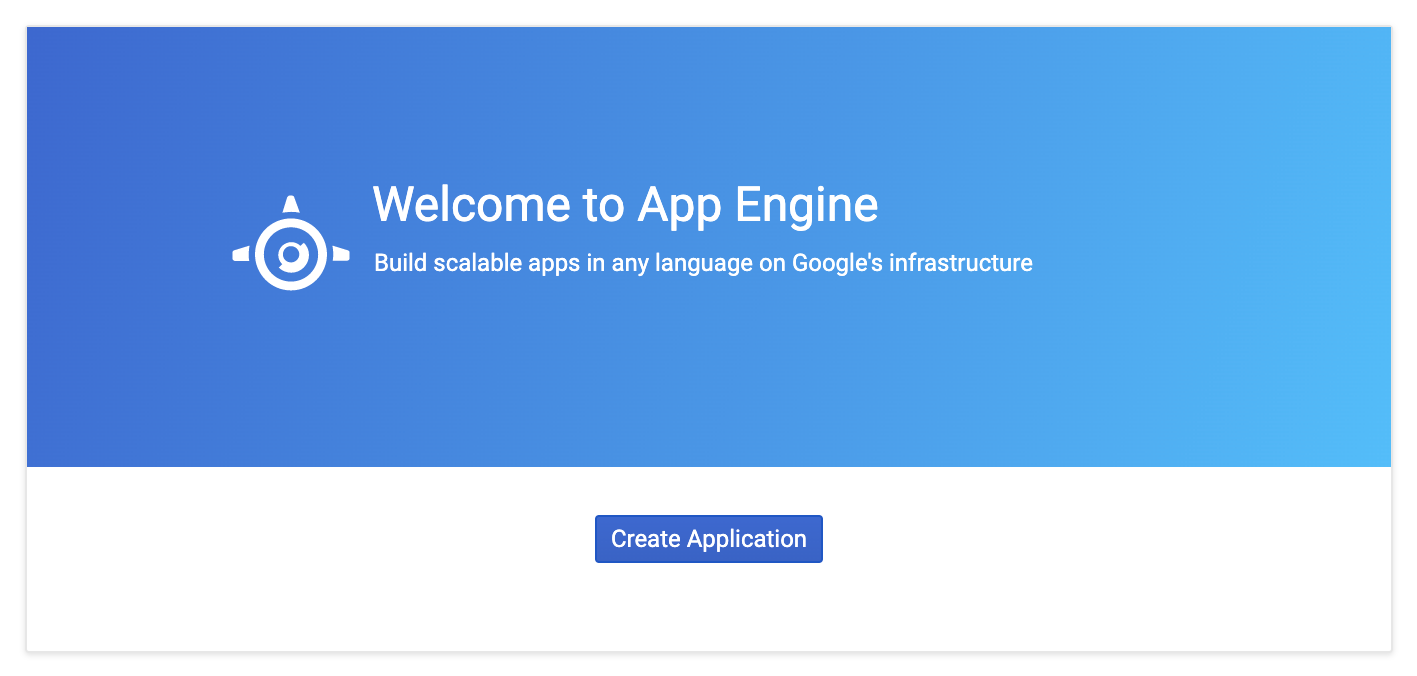 Welcome to App Engine
Build scalable apps in any language on Google's infrastructure
Create Application